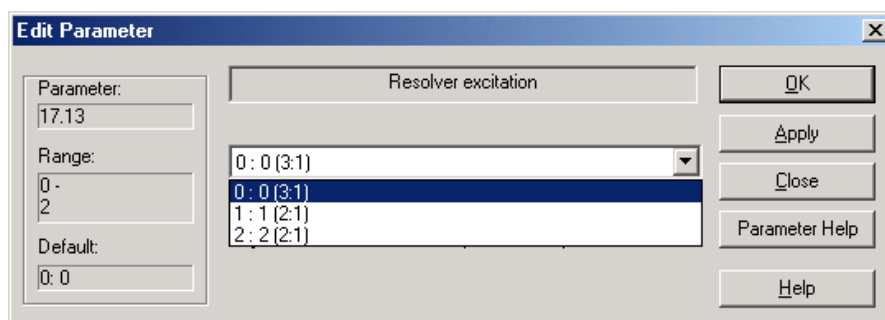 Edit Parameter
Parameter:
17.13
Range:
0 -
2
Default:
0: 0
Resolver excitation
0 : 0 (3:1)
0 : 0 (3:1)
1 : 1 (2:1)
2 : 2 (2:1)
OK
Apply
Close
Parameter Help
Help